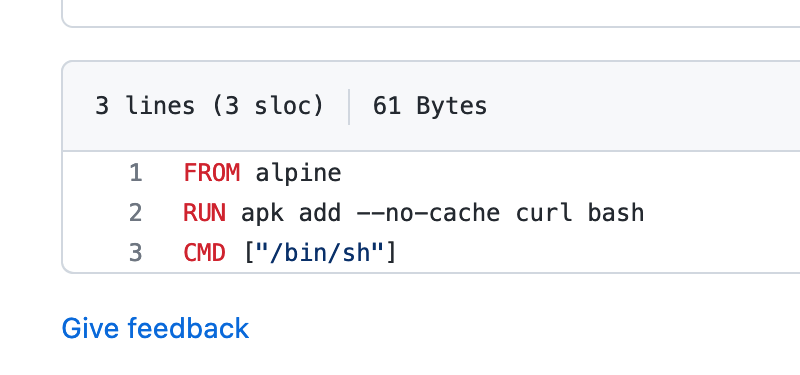 3 lines (3 sloc) 61 Bytes
1 FROM alpine
2 RUN apk add --no-cache curl bash
3 CMD ["/bin/sh"]
Give feedback